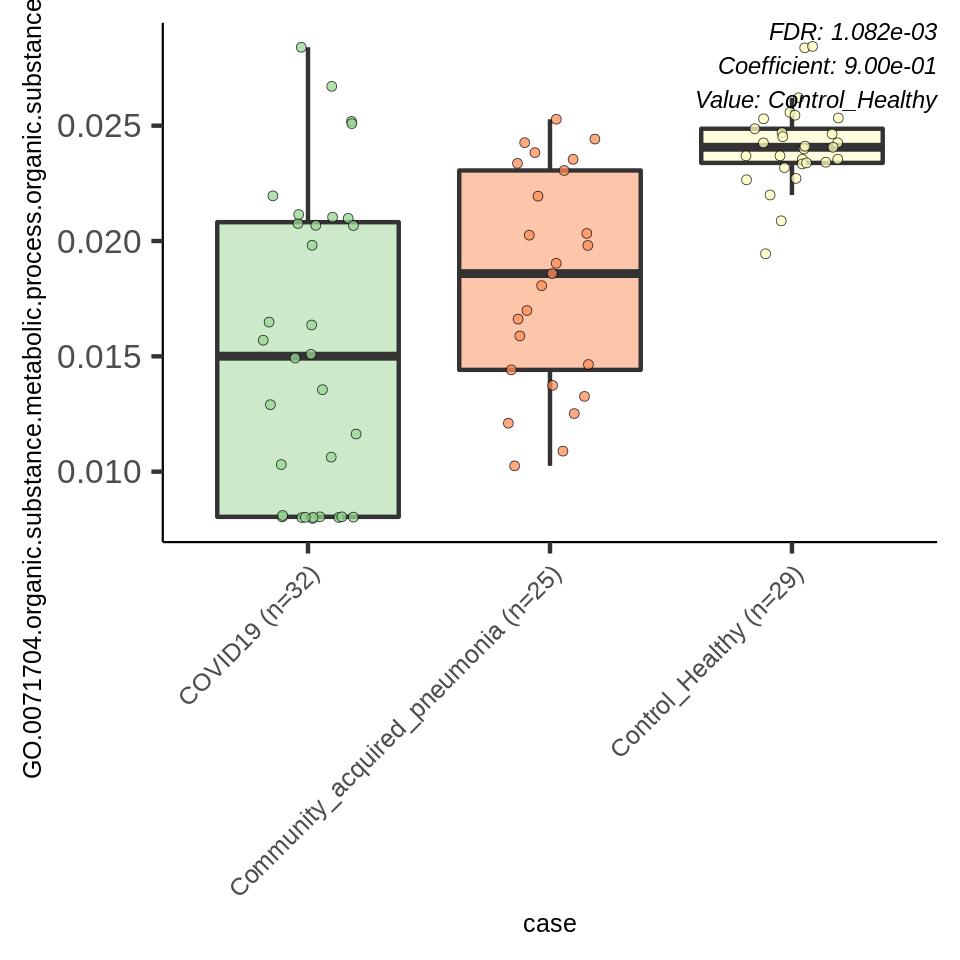 GO.0071704.organic.substance.metabolic.process.organic.substance
FDR: 1.082e-03
Coefficient: 9.00e-01
Value: Control_Healthy
0.025
0.020
0.015
0.010
COVID19 (n=32)
Community_acquired_pneumonia (n=25)
Control_Healthy (n=29)
case